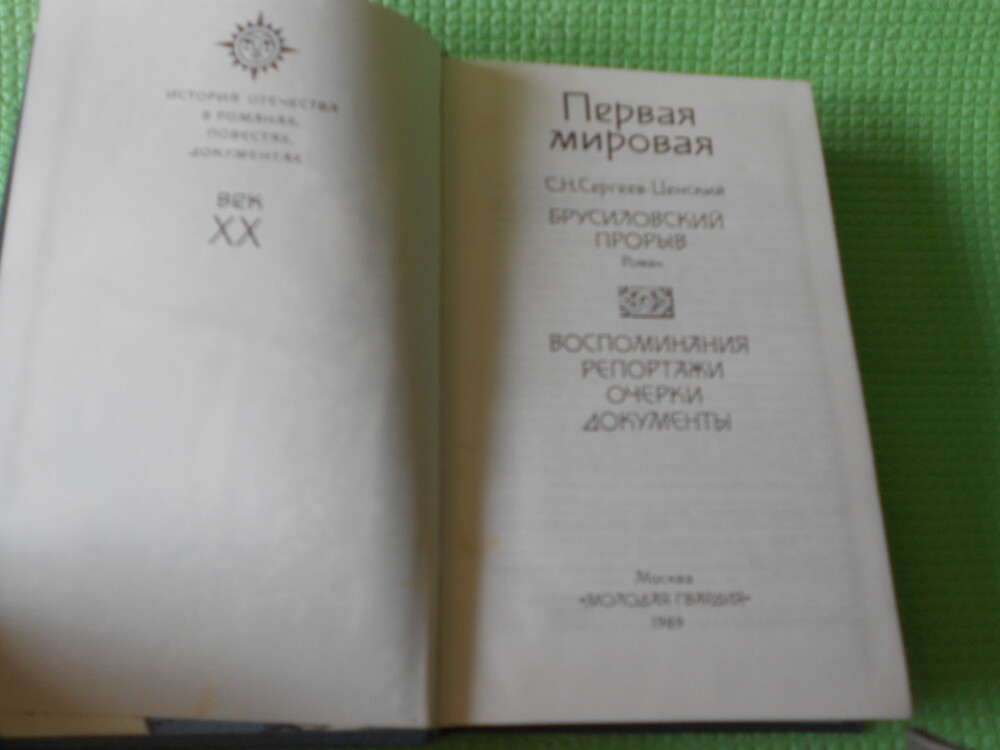 ИСТОРИЯ ОТЕЧЕСТВА
В РОМАНАХ,
ПОВЕСТЯХ,
ДОКУМЕНТАХ
ВЕК
XX
Первая
мировая
С.Н.Сергеев-Ценский
БРУСИЛОВСКИЙ
ПРОРЫВ
Роман
ВОСПОМИНАНИЯ
РЕПОРТАЖИ
ОЧЕРКИ
ДОКУМЕНТЫ
Москва
«МОЛОДАЯ ГВАРДИЯ»
1989